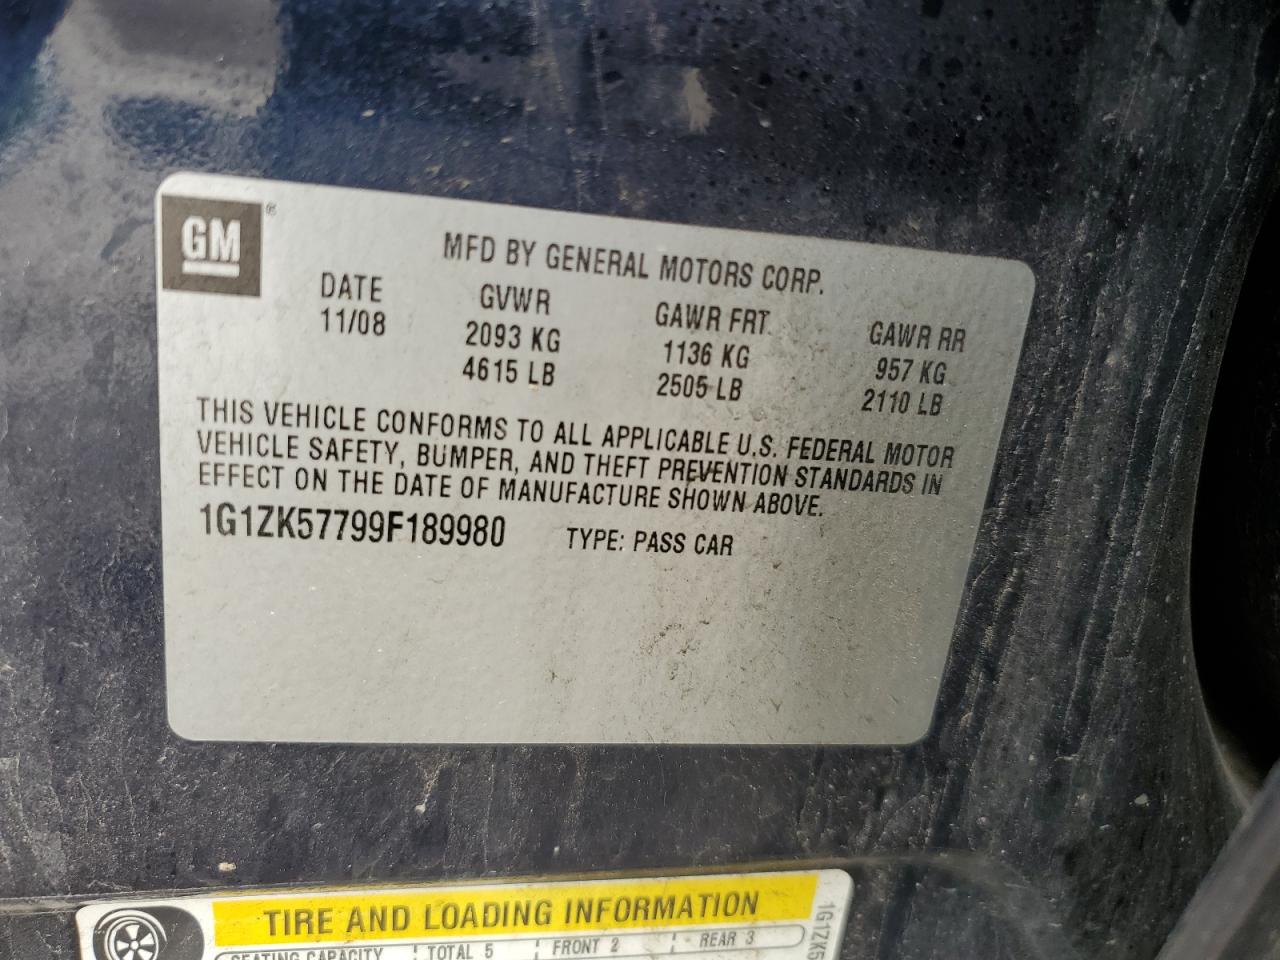 GM ®
MFD BY GENERAL MOTORS CORP.
DATE GVWR GAWR FRT GAWR RR
11/08 2093 KG 1136 KG 957 KG
4615 LB 2505 LB 2110 LB
THIS VEHICLE CONFORMS TO ALL APPLICABLE U.S. FEDERAL MOTOR
VEHICLE SAFETY, BUMPER, AND THEFT PREVENTION STANDARDS IN
EFFECT ON THE DATE OF MANUFACTURE SHOWN ABOVE.
1G1ZK57799F189980 TYPE: PASS CAR
TIRE AND LOADING INFORMATION
SEATING CAPACITY TOTAL 5 FRONT 2 REAR 3
1G1ZK5